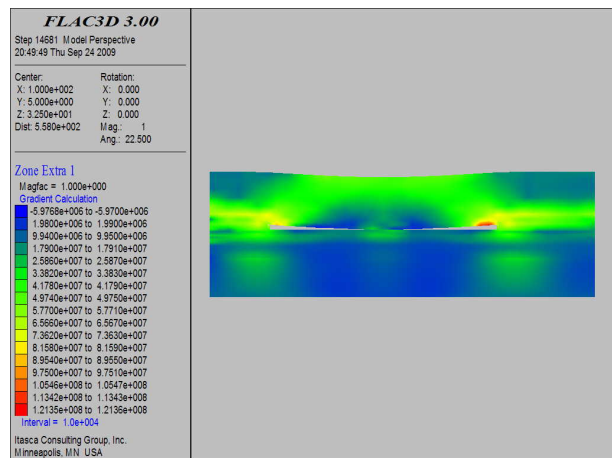 FLAC3D 3.00
Step 14681 Model Perspective
20:49:49 Thu Sep 24 2009
Center: Rotation:
X: 1.000e+002 X: 0.000
Y: 5.000e+000 Y: 0.000
Z: 3.250e+001 Z: 0.000
Dist: 5.580e+002 Mag.: 1
Ang.: 22.500
Zone Extra 1
Magfac = 1.000e+000
Gradient Calculation
-5.9768e+006 to -5.9700e+006
1.9800e+006 to 1.9900e+006
9.9400e+006 to 9.9500e+006
1.7900e+007 to 1.7910e+007
2.5860e+007 to 2.5870e+007
3.3820e+007 to 3.3830e+007
4.1780e+007 to 4.1790e+007
4.9740e+007 to 4.9750e+007
5.7700e+007 to 5.7710e+007
6.5660e+007 to 6.5670e+007
7.3620e+007 to 7.3630e+007
8.1580e+007 to 8.1590e+007
8.9540e+007 to 8.9550e+007
9.7500e+007 to 9.7510e+007
1.0546e+008 to 1.0547e+008
1.1342e+008 to 1.1343e+008
1.2135e+008 to 1.2136e+008
Interval = 1.0e+004
Itasca Consulting Group, Inc.
Minneapolis, MN USA